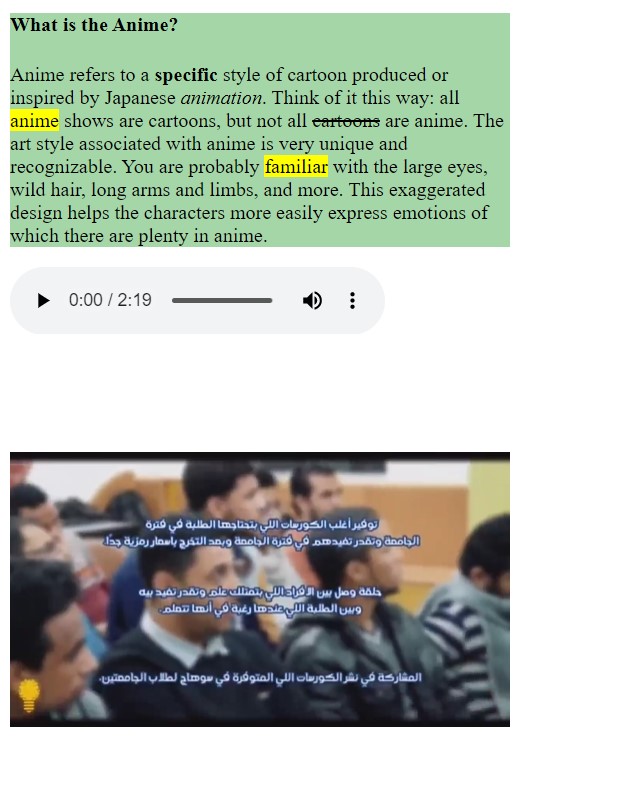 What is the Anime?
Anime refers to a specific style of cartoon produced or
inspired by Japanese animation. Think of it this way: all
anime shows are cartoons, but not all cartoons are anime. The
art style associated with anime is very unique and
recognizable. You are probably familiar with the large eyes,
wild hair, long arms and limbs, and more. This exaggerated
design helps the characters more easily express emotions of
which there are plenty in anime.
0:00 / 2:19
توفير أغلب الكورسات اللي بتحتاجها الطلبة في فترة
الجامعة وتقدر تفيدهم في فترة الجامعة وبعد التخرج باسعار رمزية جدًا.
حلقة وصل بين الأفراد اللي بتمتلك علم وتقدر تفيد بيه
وبين الطلبة اللي عندها رغبة في أنها تتعلم.
المشاركة في نشر الكورسات اللي المتوفرة في سوهاج لطلاب الجامعتين.